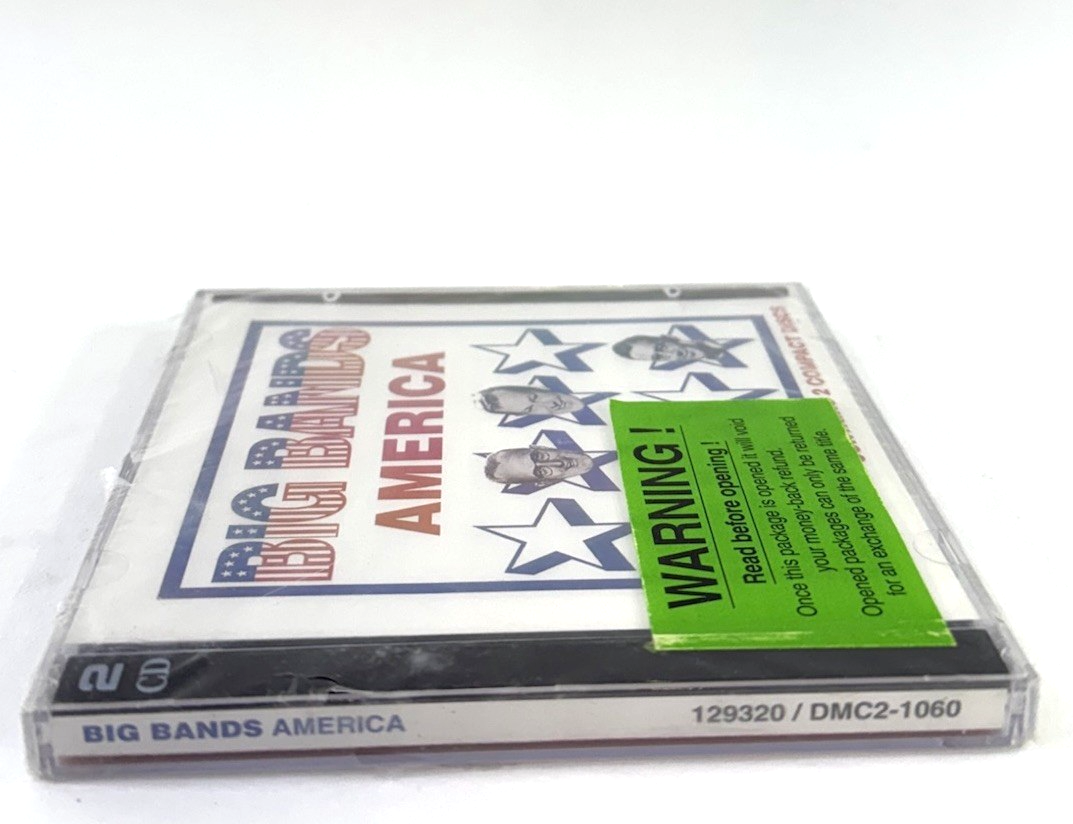 BIG BANDS
AMERICA
2 COMPACT DISCS
WARNING!
Read before opening!
Once this package is opened it will void
your money-back refund.
Opened packages can only be returned
for an exchange of the same title.
2
CD
BIG BANDS AMERICA
129320 / DMC2-1060